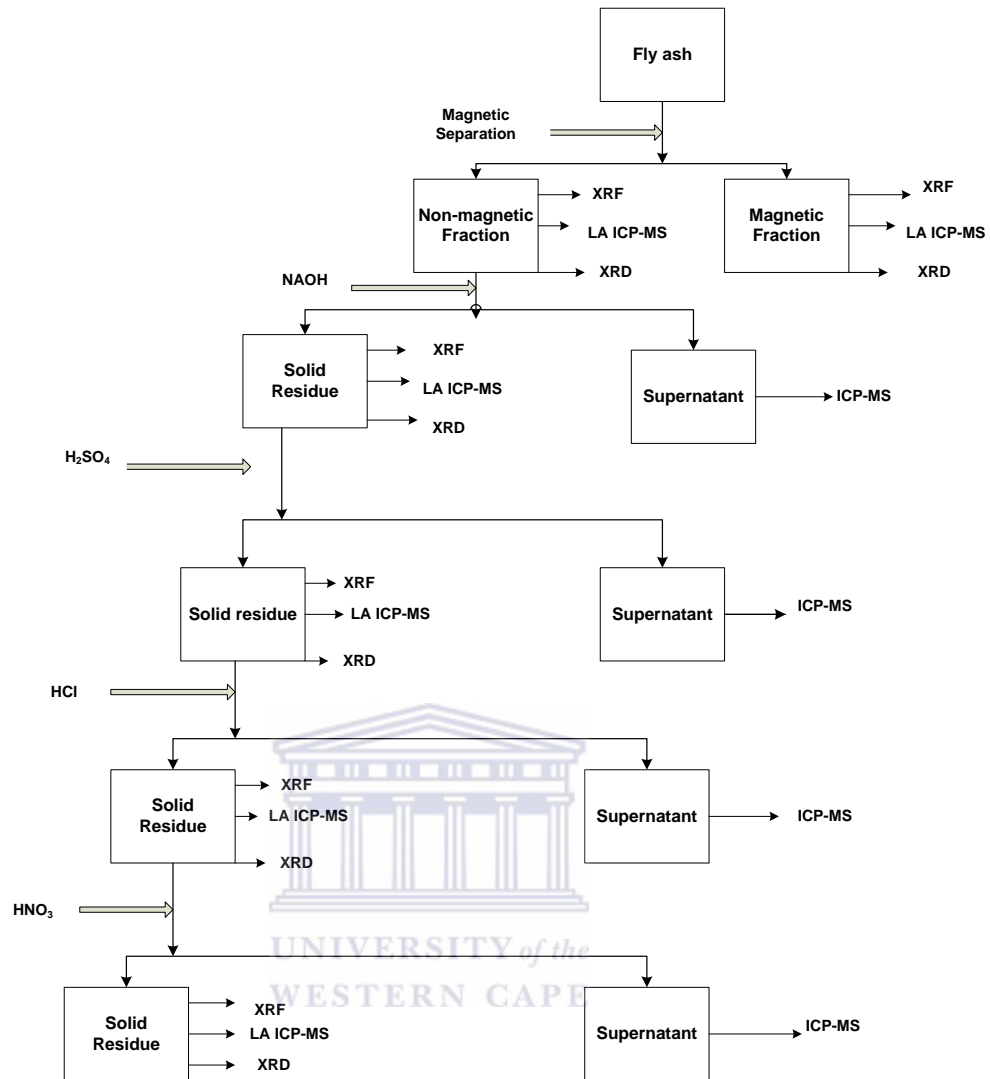 Fly ash
Magnetic
Separation
Non-magnetic
Fraction
XRF
LA ICP-MS
XRD
Magnetic
Fraction
XRF
LA ICP-MS
XRD
NAOH
Solid
Residue
XRF
LA ICP-MS
XRD
Supernatant
ICP-MS
H₂SO₄
Solid residue
XRF
LA ICP-MS
XRD
Supernatant
ICP-MS
HCl
Solid
Residue
XRF
LA ICP-MS
XRD
Supernatant
ICP-MS
HNO₃
UNIVERSITY of the
WESTERN CAPE
Solid
Residue
XRF
LA ICP-MS
XRD
Supernatant
ICP-MS